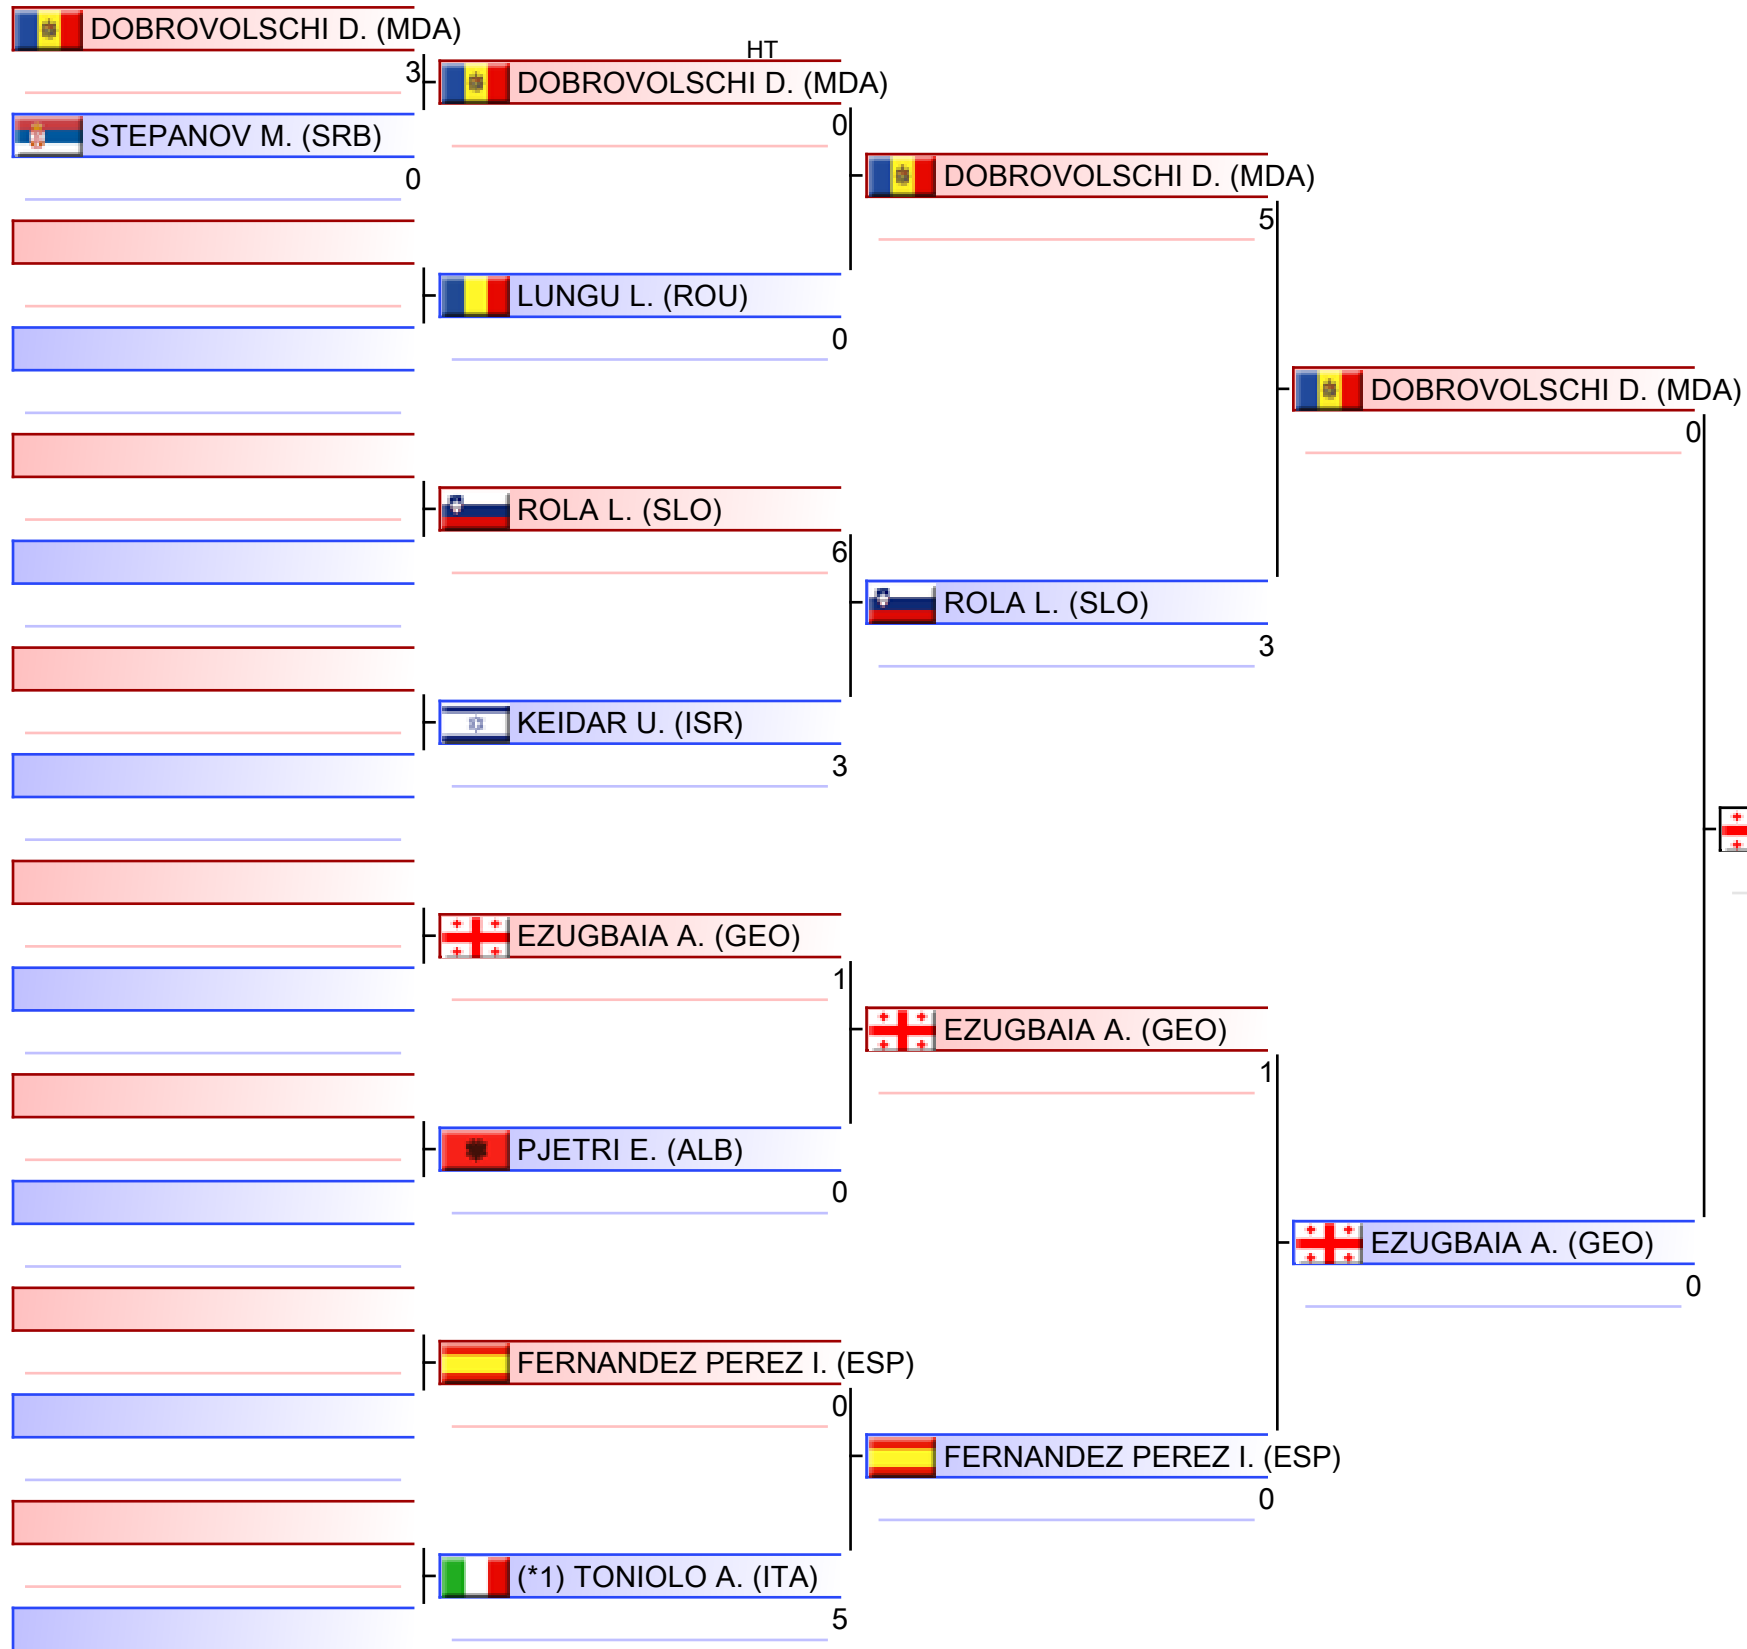 DOBROVOLSCHI D. (MDA)
3
STEPANOV M. (SRB)
0
HT
DOBROVOLSCHI D. (MDA)
0
LUNGU L. (ROU)
0
ROLA L. (SLO)
6
KEIDAR U. (ISR)
3
EZUGBAIA A. (GEO)
1
PJETRI E. (ALB)
0
FERNANDEZ PEREZ I. (ESP)
0
(*1) TONIOLO A. (ITA)
5
DOBROVOLSCHI D. (MDA)
5
ROLA L. (SLO)
3
EZUGBAIA A. (GEO)
1
FERNANDEZ PEREZ I. (ESP)
0
DOBROVOLSCHI D. (MDA)
0
EZUGBAIA A. (GEO)
0